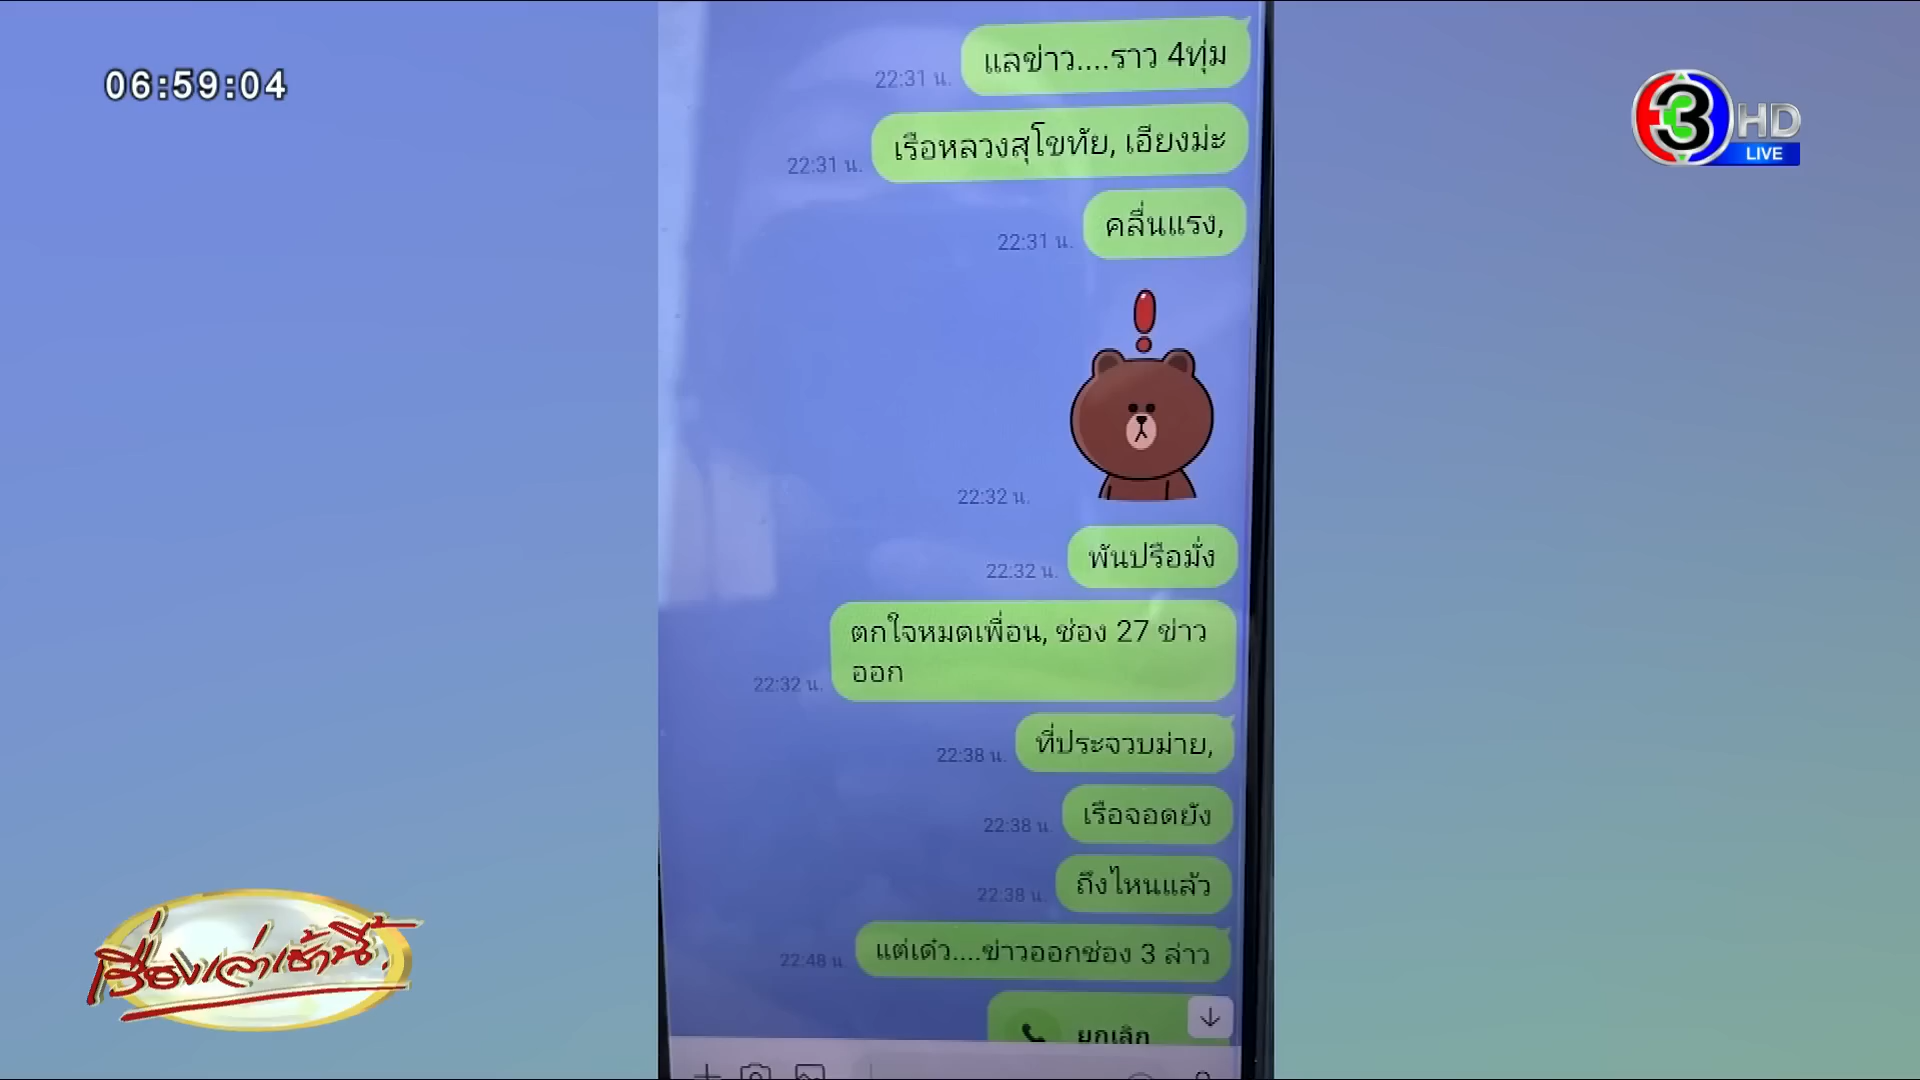 06:59:04
3 HD
LIVE
แลข่าว....ราว 4ทุ่ม
22:31 น.
เรือหลวงสุโขทัย, เอียงม่ะ
22:31 น.
คลื่นแรง,
22:31 น.
22:32 น.
พันปรือมั่ง
22:32 น.
ตกใจหมดเพื่อน, ช่อง 27 ข่าว
ออก
22:32 น.
ที่ประจวบม่าย,
22:38 น.
เรือจอดยัง
22:38 น.
ถึงไหนแล้ว
22:38 น.
แต่เด๋ว....ข่าวออกช่อง 3 ล่าว
22:48 น.
ยกเลิก
เรื่องเล่าเช้านี้